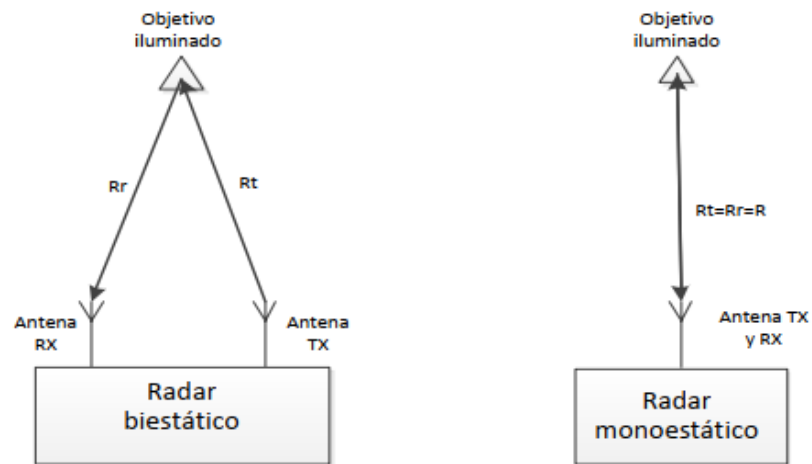 Objetivo
iluminado
Rr
Rt
Antena
RX
Antena
TX
Radar
biestático
Objetivo
iluminado
Rt=Rr=R
Antena TX
y RX
Radar
monoestático